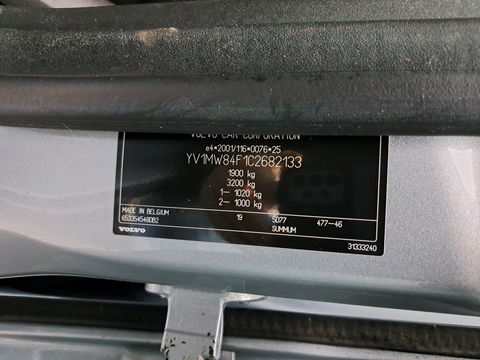 VOLVO CAR CORPORATION
e4*2001/116*0076*25
YV1MW84F1C2682133
1900 kg
3200 kg
1– 1020 kg
2– 1000 kg
MADE IN BELGIUM 19 5077 477-46
SUMMUM
VOLVO 31333240